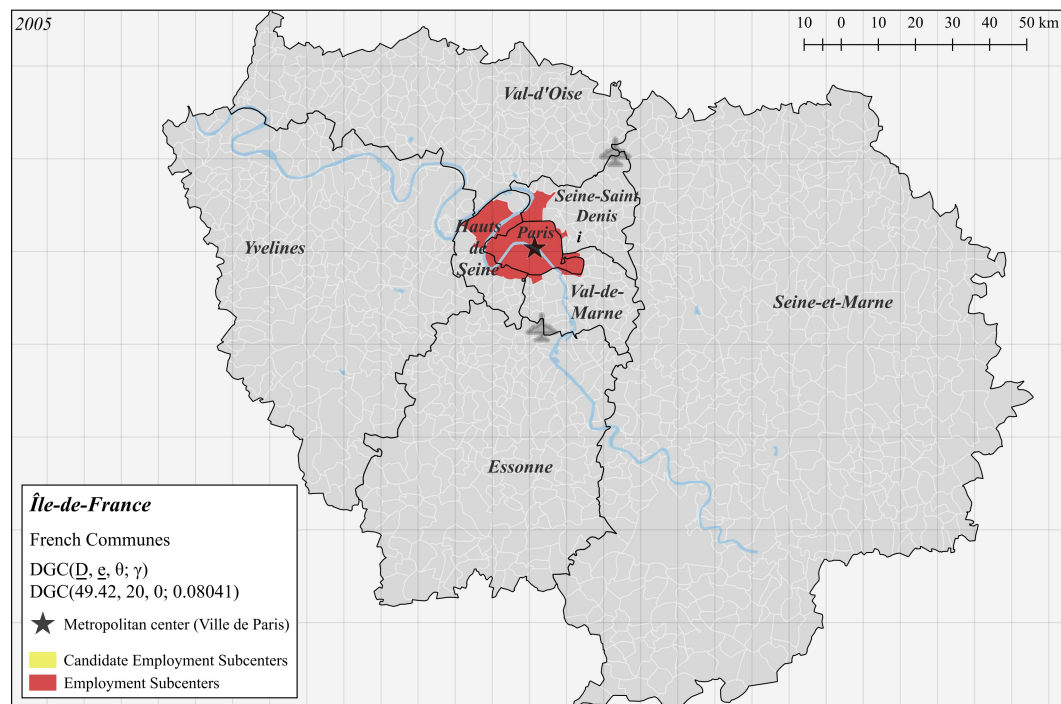 2005
10 0 10 20 30 40 50 km
Val-d'Oise
Seine-Saint
Denis
i
Hauts
de
Seine
Paris
Yvelines
Val-de-
Marne
Seine-et-Marne
Essonne
Île-de-France
French Communes
DGC(D, e, θ; γ)
DGC(49.42, 20, 0; 0.08041)
Metropolitan center (Ville de Paris)
Candidate Employment Subcenters
Employment Subcenters